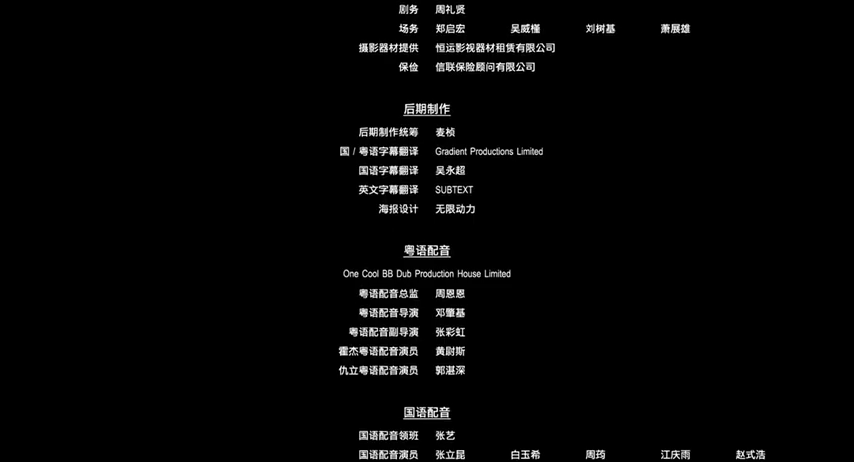 剧务 周礼贤
场务 郑启宏 吴威槿 刘树基 萧展雄
摄影器材提供 恒运影视器材租赁有限公司
保俭 信联保险顾问有限公司
后期制作
后期制作统筹 麦桢
国 / 粤语字幕翻译 Gradient Productions Limited
国语字幕翻译 吴永超
英文字幕翻译 SUBTEXT
海报设计 无限动力
粤语配音
One Cool BB Dub Production House Limited
粤语配音总监 周恩恩
粤语配音导演 邓肇基
粤语配音副导演 张彩虹
霍杰粤语配音演员 黄尉斯
仇立粤语配音演员 郭湛深
国语配音
国语配音领班 张艺
国语配音演员 张立昆 白玉希 周筠 江庆雨 赵式浩